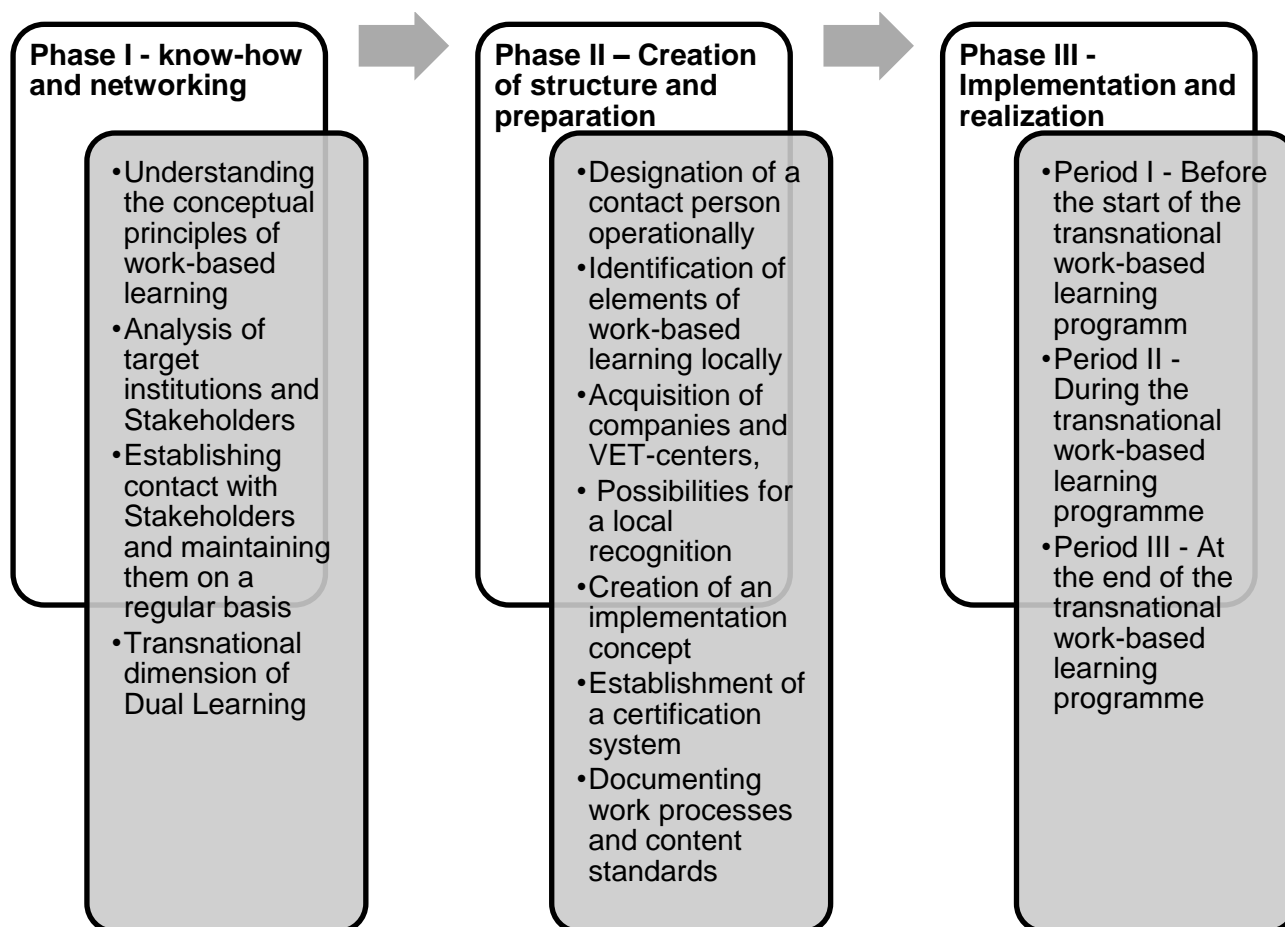 Phase I - know-how
and networking
•Understanding
the conceptual
principles of
work-based
learning
•Analysis of
target
institutions and
Stakeholders
•Establishing
contact with
Stakeholders
and maintaining
them on a
regular basis
•Transnational
dimension of
Dual Learning
Phase II – Creation
of structure and
preparation
•Designation of a
contact person
operationally
•Identification of
elements of
work-based
learning locally
•Acquisition of
companies and
VET-centers,
• Possibilities for
a local
recognition
•Creation of an
implementation
concept
•Establishment of
a certification
system
•Documenting
work processes
and content
standards
Phase III -
Implementation and
realization
•Period I - Before
the start of the
transnational
work-based
learning
programm
•Period II -
During the
transnational
work-based
learning
programme
•Period III - At
the end of the
transnational
work-based
learning
programme